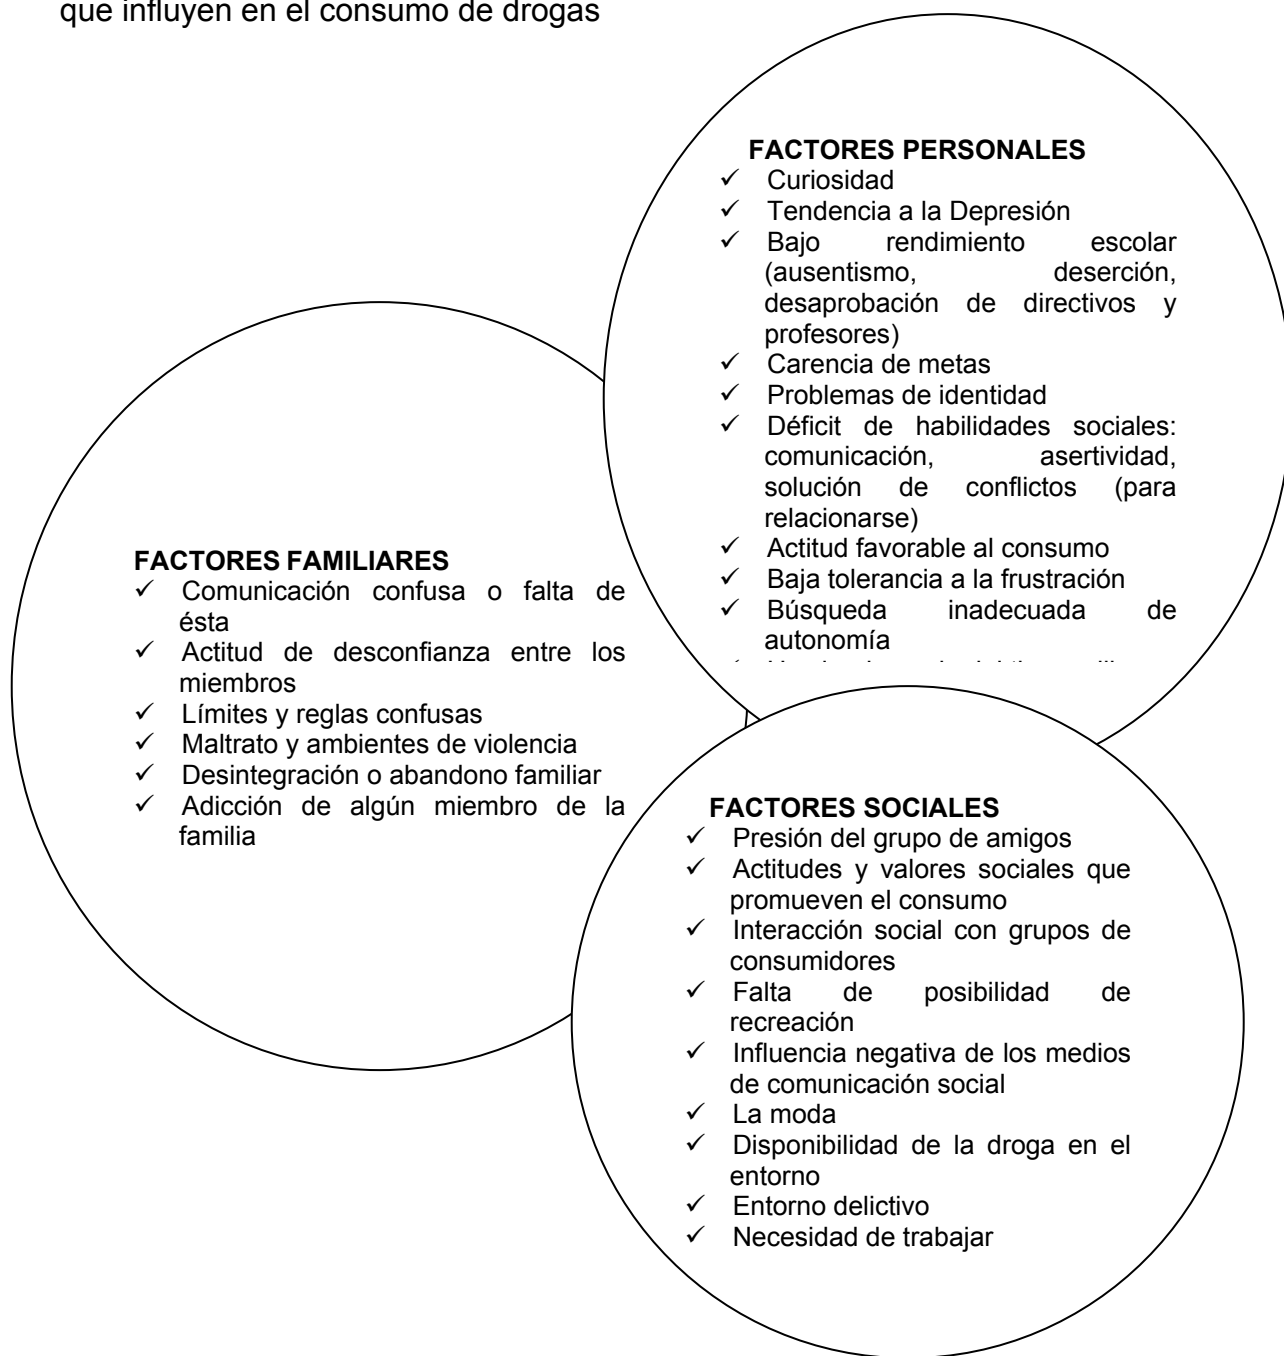 que influyen en el consumo de drogas
FACTORES PERSONALES
✓ Curiosidad
✓ Tendencia a la Depresión
✓ Bajo rendimiento escolar
(ausentismo, deserción,
desaprobación de directivos y
profesores)
✓ Carencia de metas
✓ Problemas de identidad
✓ Déficit de habilidades sociales:
comunicación, asertividad,
solución de conflictos (para
relacionarse)
✓ Actitud favorable al consumo
✓ Baja tolerancia a la frustración
✓ Búsqueda inadecuada de
autonomía
FACTORES FAMILIARES
✓ Comunicación confusa o falta de
ésta
✓ Actitud de desconfianza entre los
miembros
✓ Límites y reglas confusas
✓ Maltrato y ambientes de violencia
✓ Desintegración o abandono familiar
✓ Adicción de algún miembro de la
familia
FACTORES SOCIALES
✓ Presión del grupo de amigos
✓ Actitudes y valores sociales que
promueven el consumo
✓ Interacción social con grupos de
consumidores
✓ Falta de posibilidad de
recreación
✓ Influencia negativa de los medios
de comunicación social
✓ La moda
✓ Disponibilidad de la droga en el
entorno
✓ Entorno delictivo
✓ Necesidad de trabajar